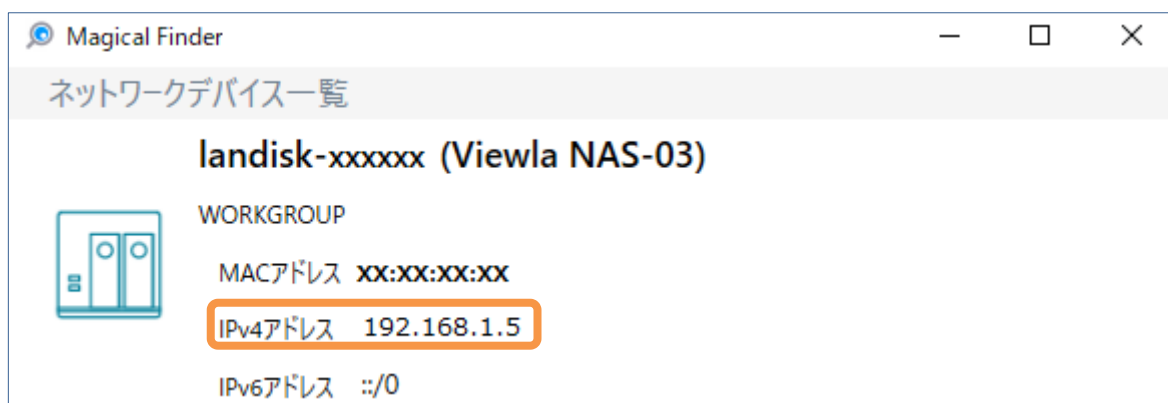 Magical Finder
ネットワークデバイス一覧
landisk-xxxxxx (Viewla NAS-03)
WORKGROUP
MACアドレス XX:XX:XX:XX
IPv4アドレス 192.168.1.5
IPv6アドレス ::/0